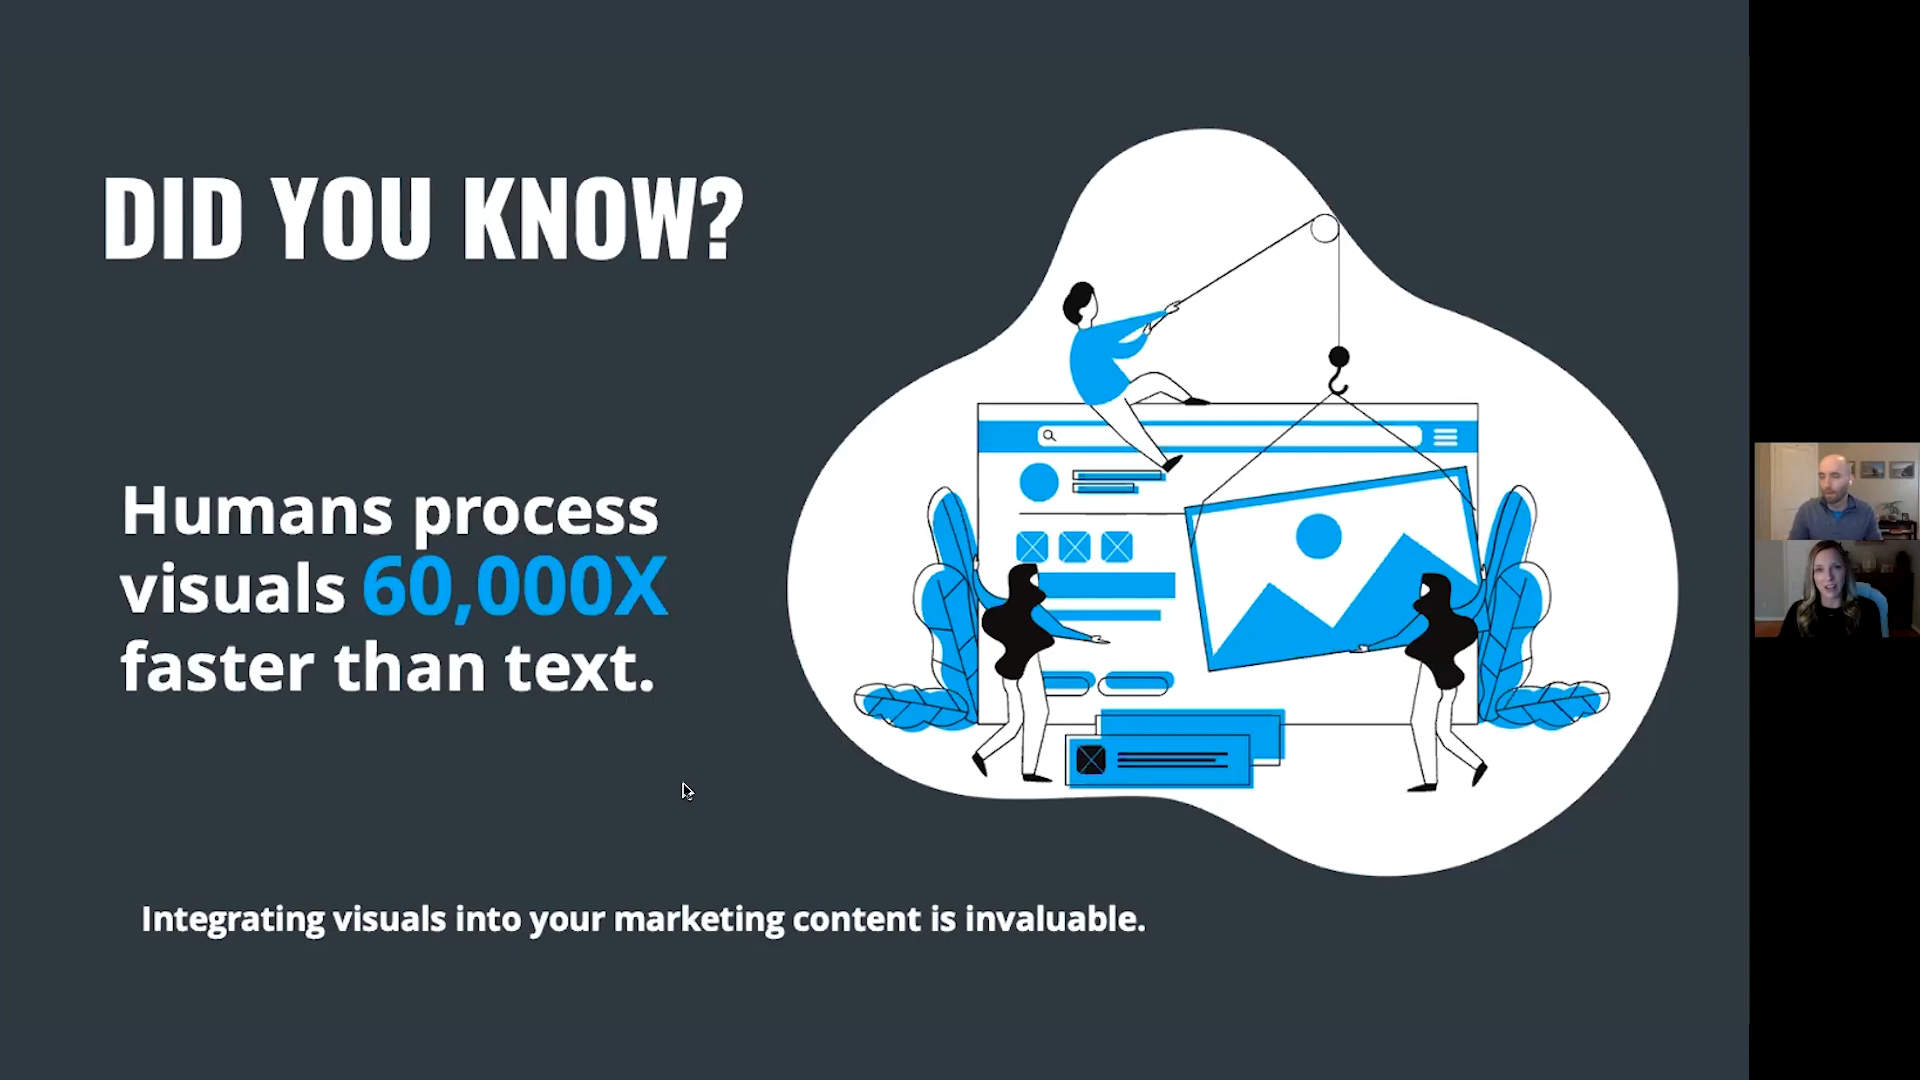 DID YOU KNOW?
Humans process
visuals 60,000X
faster than text.
Integrating visuals into your marketing content is invaluable.